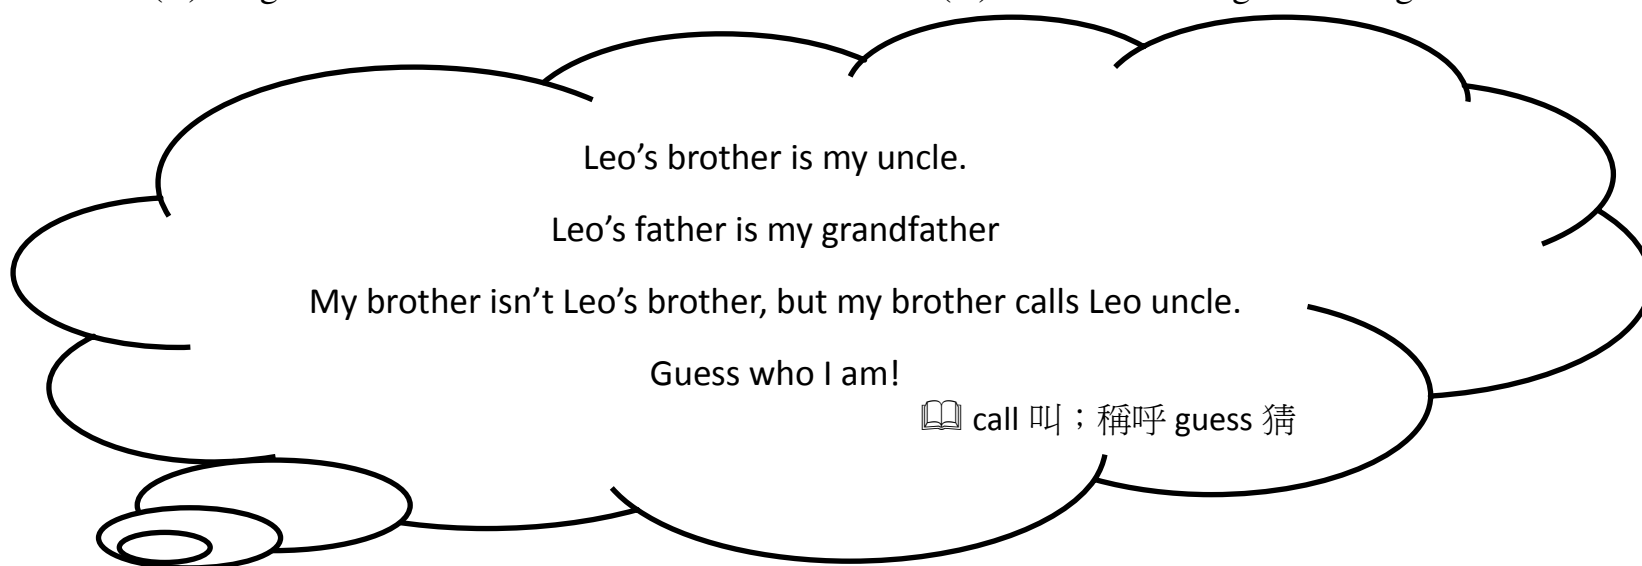 Leo’s brother is my uncle.
Leo’s father is my grandfather
My brother isn’t Leo’s brother, but my brother calls Leo uncle.
Guess who I am!
📖 call 叫；稱呼 guess 猜